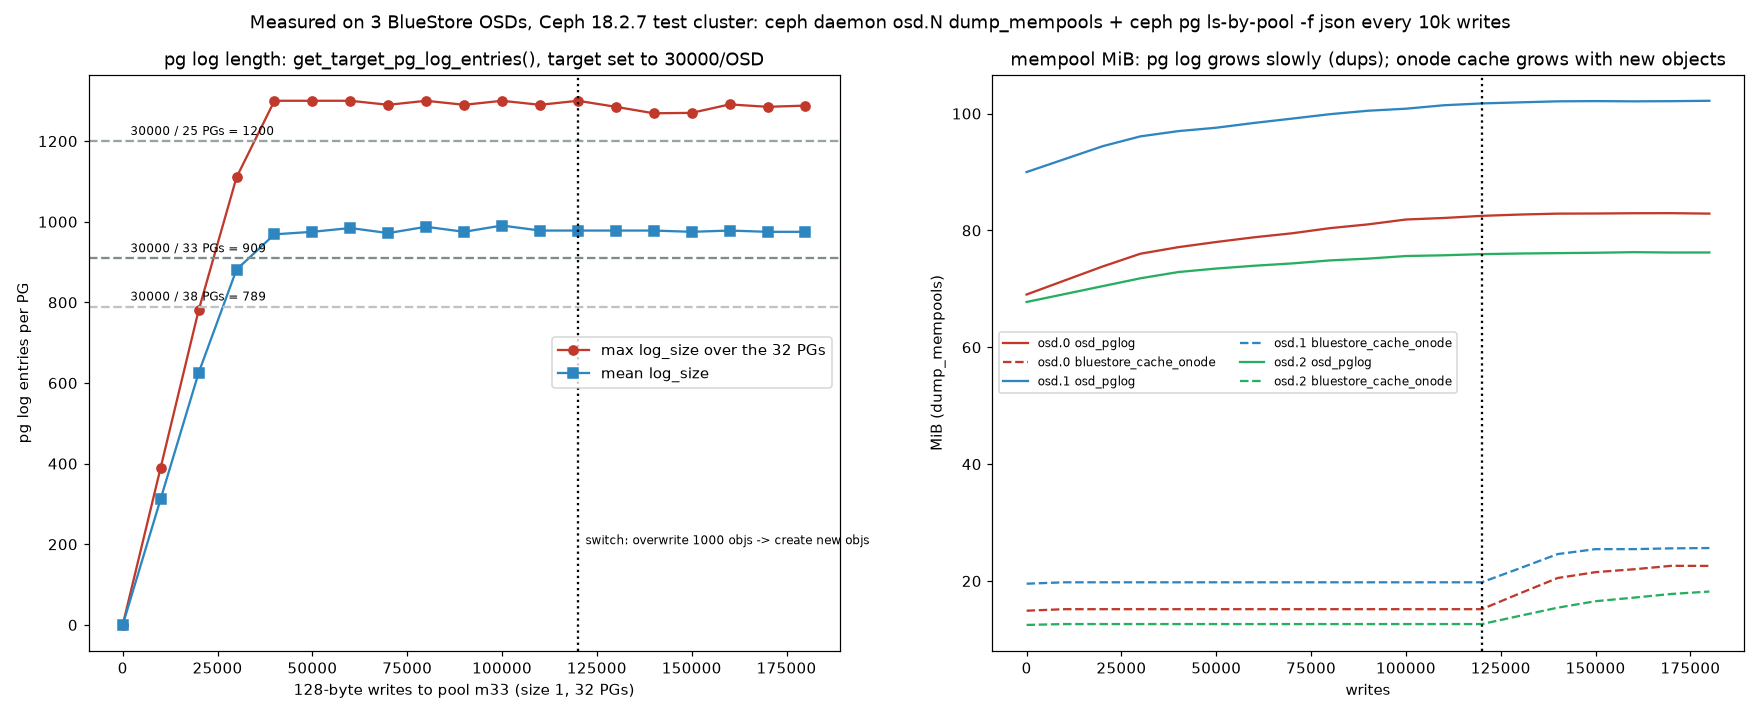 Measured on 3 BlueStore OSDs, Ceph 18.2.7 test cluster: ceph daemon osd.N dump_mempools + ceph pg ls-by-pool -f json every 10k writes
pg log length: get_target_pg_log_entries(), target set to 30000/OSD
pg log entries per PG
1200
1000
800
600
400
200
0
30000 / 25 PGs = 1200
30000 / 33 PGs = 909
30000 / 38 PGs = 789
max log_size over the 32 PGs
mean log_size
switch: overwrite 1000 objs -> create new objs
0
25000
50000
75000
100000
125000
150000
175000
128-byte writes to pool m33 (size 1, 32 PGs)
mempool MiB: pg log grows slowly (dups); onode cache grows with new objects
MiB (dump_mempools)
100
80
60
40
20
osd.0 osd_pglog
osd.0 bluestore_cache_onode
osd.1 osd_pglog
osd.1 bluestore_cache_onode
osd.2 osd_pglog
osd.2 bluestore_cache_onode
0
25000
50000
75000
100000
125000
150000
175000
writes